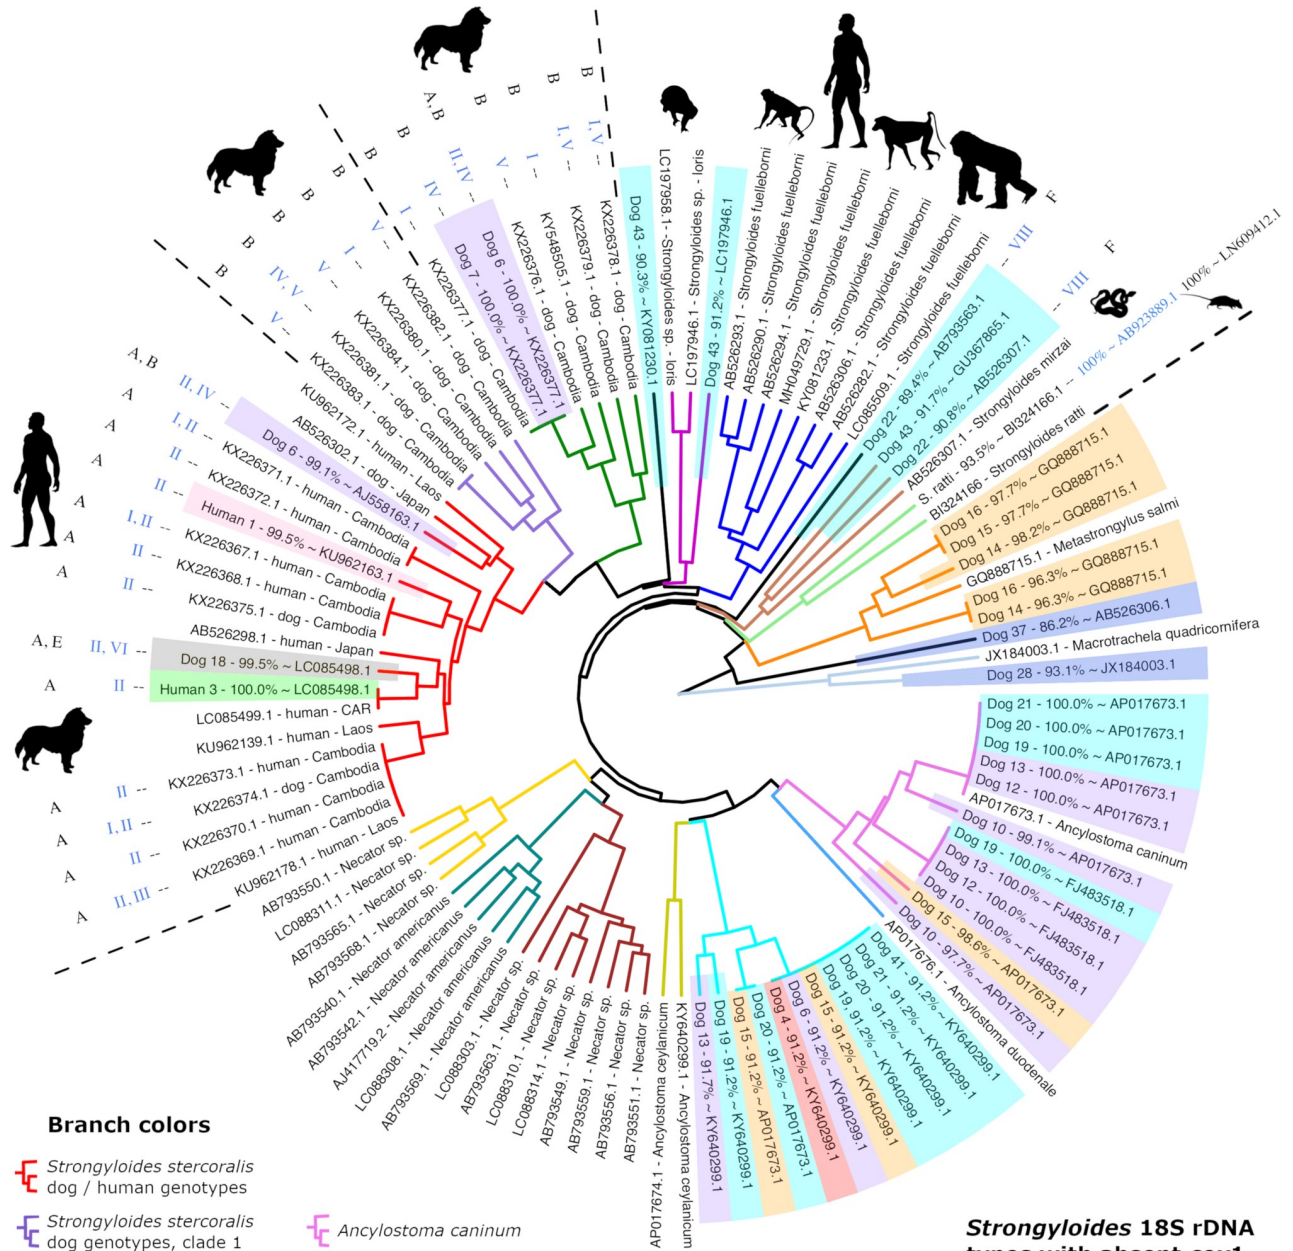 Dog 43 - 90.3% ~ KY081230.1
LC197958.1 - -Strongyloides sp. - loris
LC197946.1 - Strongyloides sp. - loris
Dog 43 - 91.2% ~ LC197946.1
AB526293.1 - Strongyloides fuelleborni
AB526290.1 - Strongyloides fuelleborni
AB526294.1 - Strongyloides fuelleborni
MH049729.1 - Strongyloides fuelleborni
KY081233.1 - Strongyloides fuelleborni
AB526306.1 - Strongyloides fuelleborni
AB526282.1 - Strongyloides fuelleborni
LC085509.1 - Strongyloides fuelleborni
Dog 22 - 89.4% ~ AB793563.1 -- VIII F
Dog 43 - 91.7% ~ GU367865.1
Dog 22 - 90.8% ~ AB526307.1 -- VIII F
AB526307.1 - Strongyloides mirzai
S. ratti - 93.5% ~ BI324166.1 -- 100% ~ AB923889.1 100% ~ LN609412.1
BI324166 - Strongyloides ratti
Dog 16 - 97.7% ~ GQ888715.1
Dog 15 - 97.7% ~ GQ888715.1
Dog 14 - 98.2% ~ GQ888715.1
GQ888715.1 - Metastrongylus salmi
Dog 16 - 96.3% ~ GQ888715.1
Dog 14 - 96.3% ~ GQ888715.1
Dog 37 - 86.2% ~ AB526306.1
JX184003.1 - Macrotrachela quadricornifera
Dog 28 - 93.1% ~ JX184003.1
Dog 21 - 100.0% ~ AP017673.1
Dog 20 - 100.0% ~ AP017673.1
Dog 19 - 100.0% ~ AP017673.1
Dog 13 - 100.0% ~ AP017673.1
Dog 12 - 100.0% ~ AP017673.1
AP017673.1 - Ancylostoma caninum
Dog 10 - 99.1% ~ AP017673.1
Dog 19 - 100.0% ~ FJ483518.1
Dog 13 - 100.0% ~ FJ483518.1
Dog 12 - 100.0% ~ FJ483518.1
Dog 10 - 100.0% ~ FJ483518.1
Dog 15 - 98.6% ~ AP017673.1
Dog 10 - 97.7% ~ AP017673.1
AP017676.1 - Ancylostoma duodenale
Dog 41 - 91.2% ~ KY640299.1
Dog 21 - 91.2% ~ KY640299.1
Dog 20 - 91.2% ~ KY640299.1
Dog 19, 91.2% ~ KY640299.1
Dog 15 - 91.2% ~ KY640299.1
Dog 6 - 91.2% ~ KY640299.1
Dog 4 - 91.2% ~ KY640299.1
Dog 20 - 91.2% ~ AP017673.1
Dog 15 - 91.2% ~ AP017673.1
Dog 19 - 91.2% ~ KY640299.1
Dog 13 - 91.7% ~ KY640299.1
KY640299.1 - Ancylostoma ceylanicum
AP017674.1 - Ancylostoma ceylanicum
AB793551.1 - Necator sp.
AB793556.1 - Necator sp.
AB793559.1 - Necator sp.
AB793549.1 - Necator sp.
LC088314.1 - Necator sp.
LC088310.1 - Necator sp.
AB793563.1 - Necator sp.
LC088303.1 - Necator sp.
AB793569.1 - Necator americanus
LC088308.1 - Necator americanus
AJ417719.2 - Necator americanus
AB793542.1 - Necator americanus
AB793540.1 - Necator americanus
AB793568.1 - Necator sp.
AB793565.1 - Necator sp.
LC088311.1 - Necator sp.
AB793550.1 - Necator sp.
KU962178.1 - human - Laos
A II, III -- KX226369.1 - human - Cambodia
A II -- KX226370.1 - human - Cambodia
A I, II -- KX226374.1 - dog - Cambodia
A II -- KX226373.1 - human - Cambodia
KU962139.1 - human - Laos
LC085499.1 - human - CAR
A II -- Human 3 - 100.0% ~ LC085498.1
A, E II, VI -- Dog 18 - 99.5% ~ LC085498.1
AB526298.1 - human - Japan
A II -- KX226375.1 - dog - Cambodia
A II -- KX226368.1 - human - Cambodia
A I, II -- KX226367.1 - human - Cambodia
A II -- Human 1 - 99.5% ~ KU962163.1
A II -- KX226372.1 - human - Cambodia
A I, II -- KX226371.1 - human - Cambodia
A, B II, IV -- Dog 6 - 99.1% ~ AJ558163.1
AB526302.1 - dog - Japan
KU962172.1 - human - Laos
B V -- KX226383.1 - dog - Cambodia
B IV, V -- KX226381.1 - dog - Cambodia
B V -- KX226384.1 - dog - Cambodia
B I -- KX226380.1 - dog - Cambodia
B V -- KX226382.1 - dog - Cambodia
B I -- KX226377.1 - dog - Cambodia
B IV -- Dog 7 - 100.0% ~ KX226377.1
A, B II, IV -- Dog 6 - 100.0% ~ KX226377.1
B V -- KX226376.1 - dog - Cambodia
B I -- KY548505.1 - dog - Cambodia
B I, V -- KX226379.1 - dog - Cambodia
B I, V -- KX226378.1 - dog - Cambodia
Branch colors
Strongyloides stercoralis
dog / human genotypes
Strongyloides stercoralis
dog genotypes, clade 1
Ancylostoma caninum
Strongyloides 18S rDNA
types with absent cox1